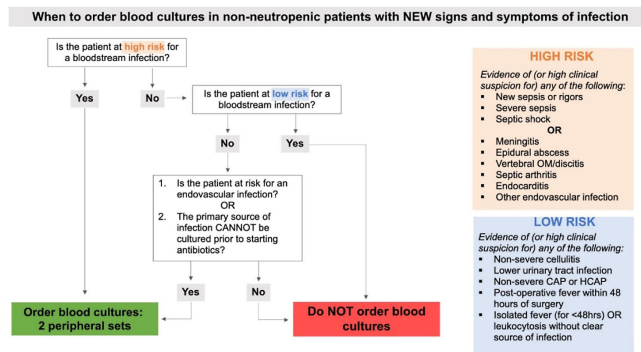 When to order blood cultures in non-neutropenic patients with NEW signs and symptoms of infection
Is the patient at high risk for
a bloodstream infection?
Yes
No
Is the patient at low risk for a
bloodstream infection?
No
Yes
1. Is the patient at risk for an
endovascular infection?
OR
2. The primary source of
infection CANNOT be
cultured prior to starting
antibiotics?
Yes
No
Order blood cultures:
2 peripheral sets
Do NOT order blood
cultures
HIGH RISK
Evidence of (or high clinical
suspicion for) any of the following:
▪ New sepsis or rigors
▪ Severe sepsis
▪ Septic shock
OR
▪ Meningitis
▪ Epidural abscess
▪ Vertebral OM/discitis
▪ Septic arthritis
▪ Endocarditis
▪ Other endovascular infection
LOW RISK
Evidence of (or high clinical
suspicion for) any of the following:
▪ Non-severe cellulitis
▪ Lower urinary tract infection
▪ Non-severe CAP or HCAP
▪ Post-operative fever within 48
hours of surgery
▪ Isolated fever (for <48hrs) OR
leukocytosis without clear
source of infection